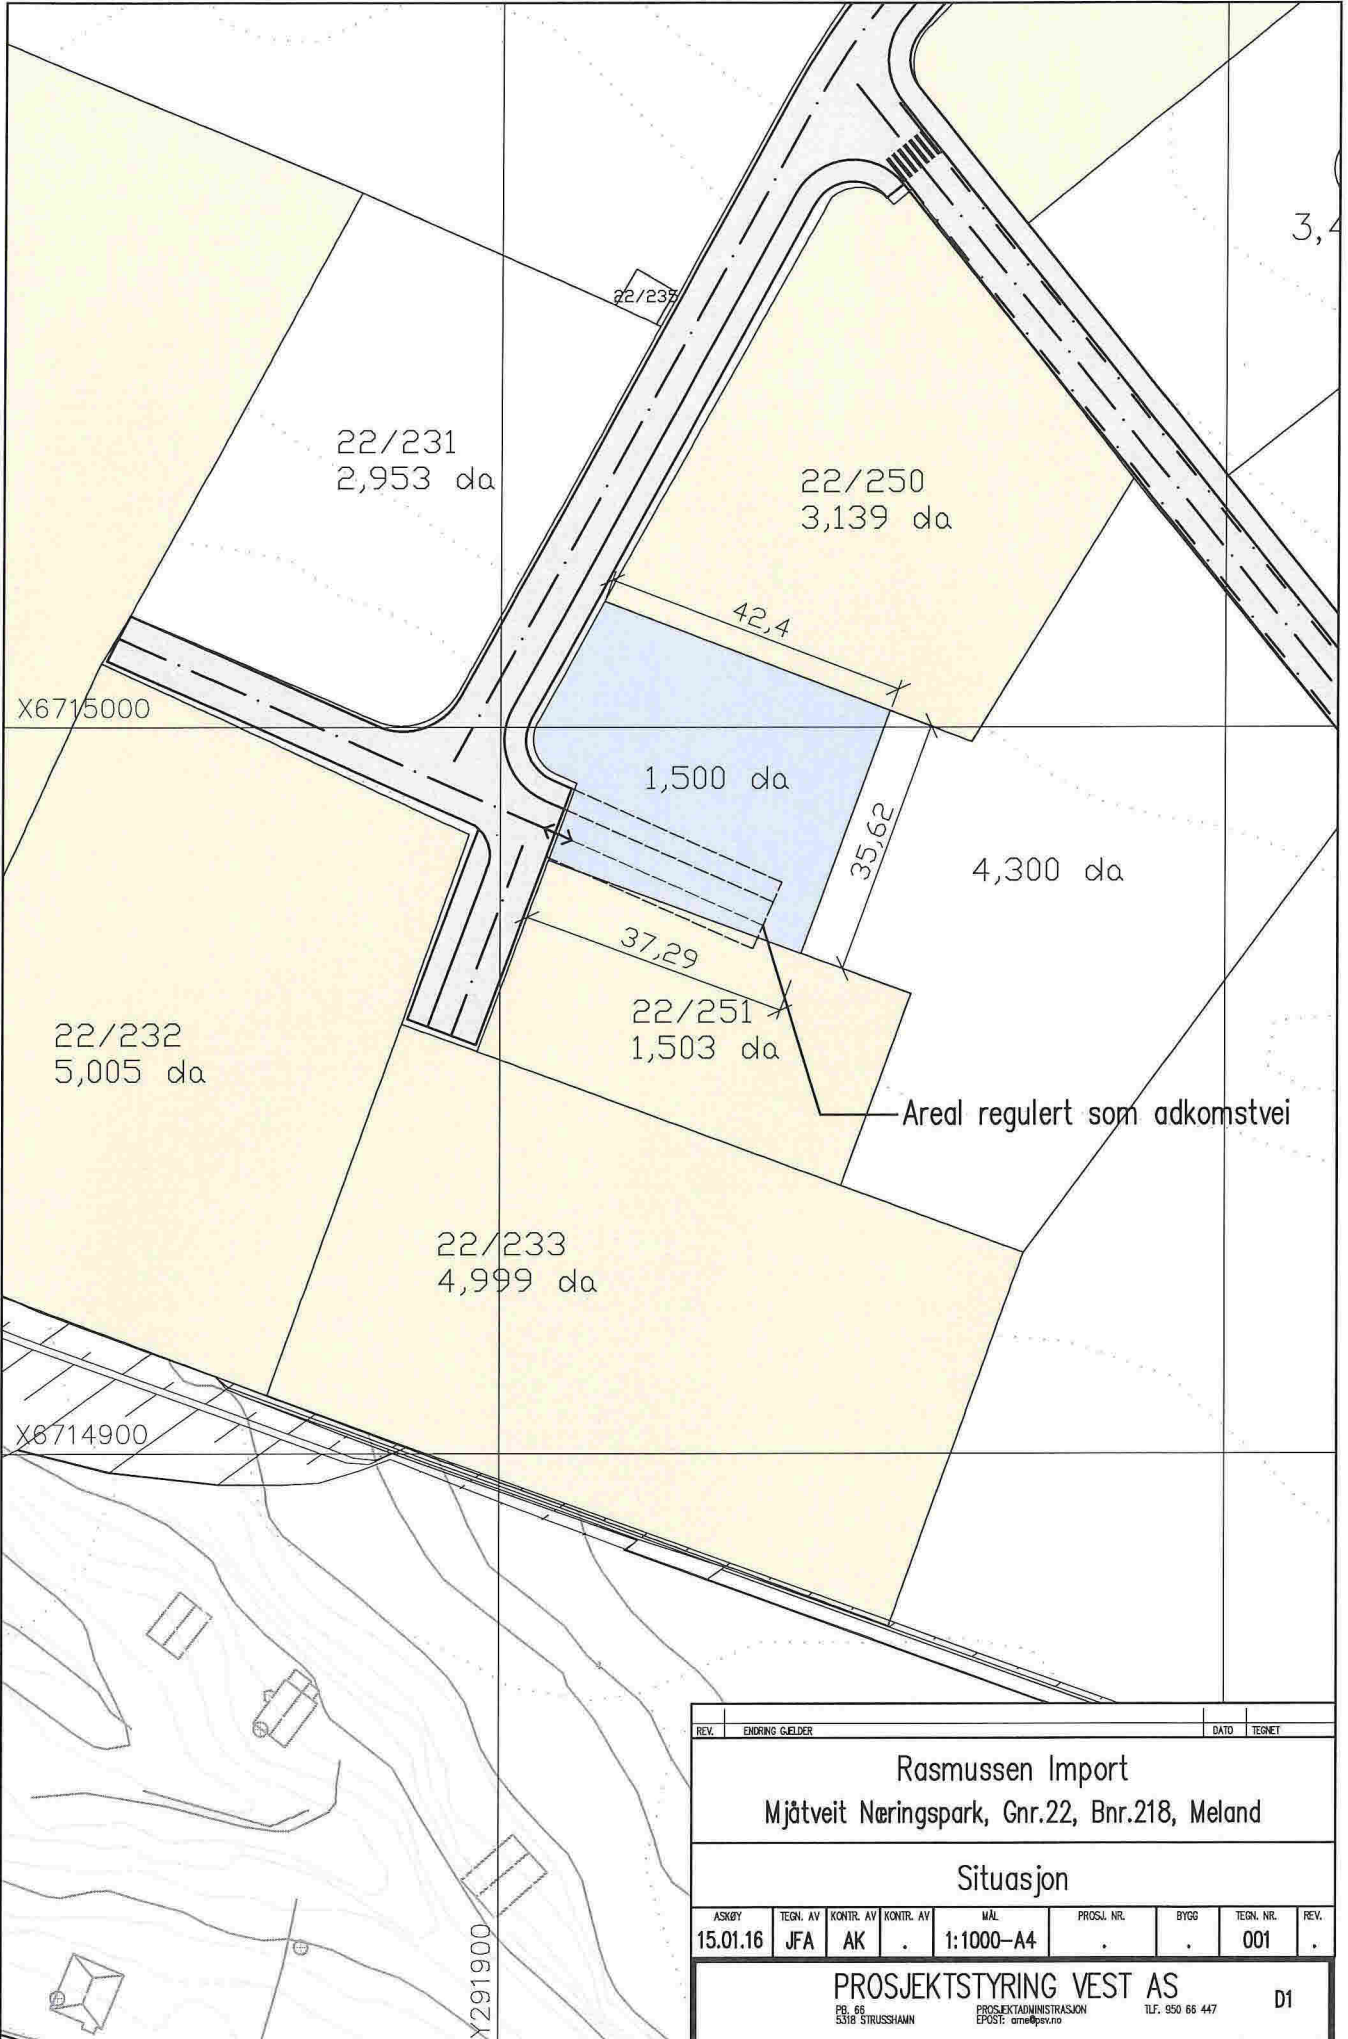 3,4
22/235
22/231
2,953 da
22/250
3,139 da
42,4
X6715000
1,500 da
35,62
4,300 da
37,29
22/251
1,503 da
22/232
5,005 da
Areal regulert som adkomstvei
22/233
4,999 da
X6714900
Y291900
REV. ENDRING GJELDER DATO TEGNET
Rasmussen Import
Mjåtveit Næringspark, Gnr.22, Bnr.218, Meland
Situasjon
ASKØY TEGN. AV KONTR. AV KONTR. AV MÅL PROSJ. NR. BYGG TEGN. NR. REV.
15.01.16 JFA AK . 1:1000-A4 . . 001 .
PROSJEKTSTYRING VEST AS D1
PB. 66 PROSJEKTADMINISTRASJON TLF. 950 66 447
5318 STRUSSHAMN EPOST: arne@psv.no